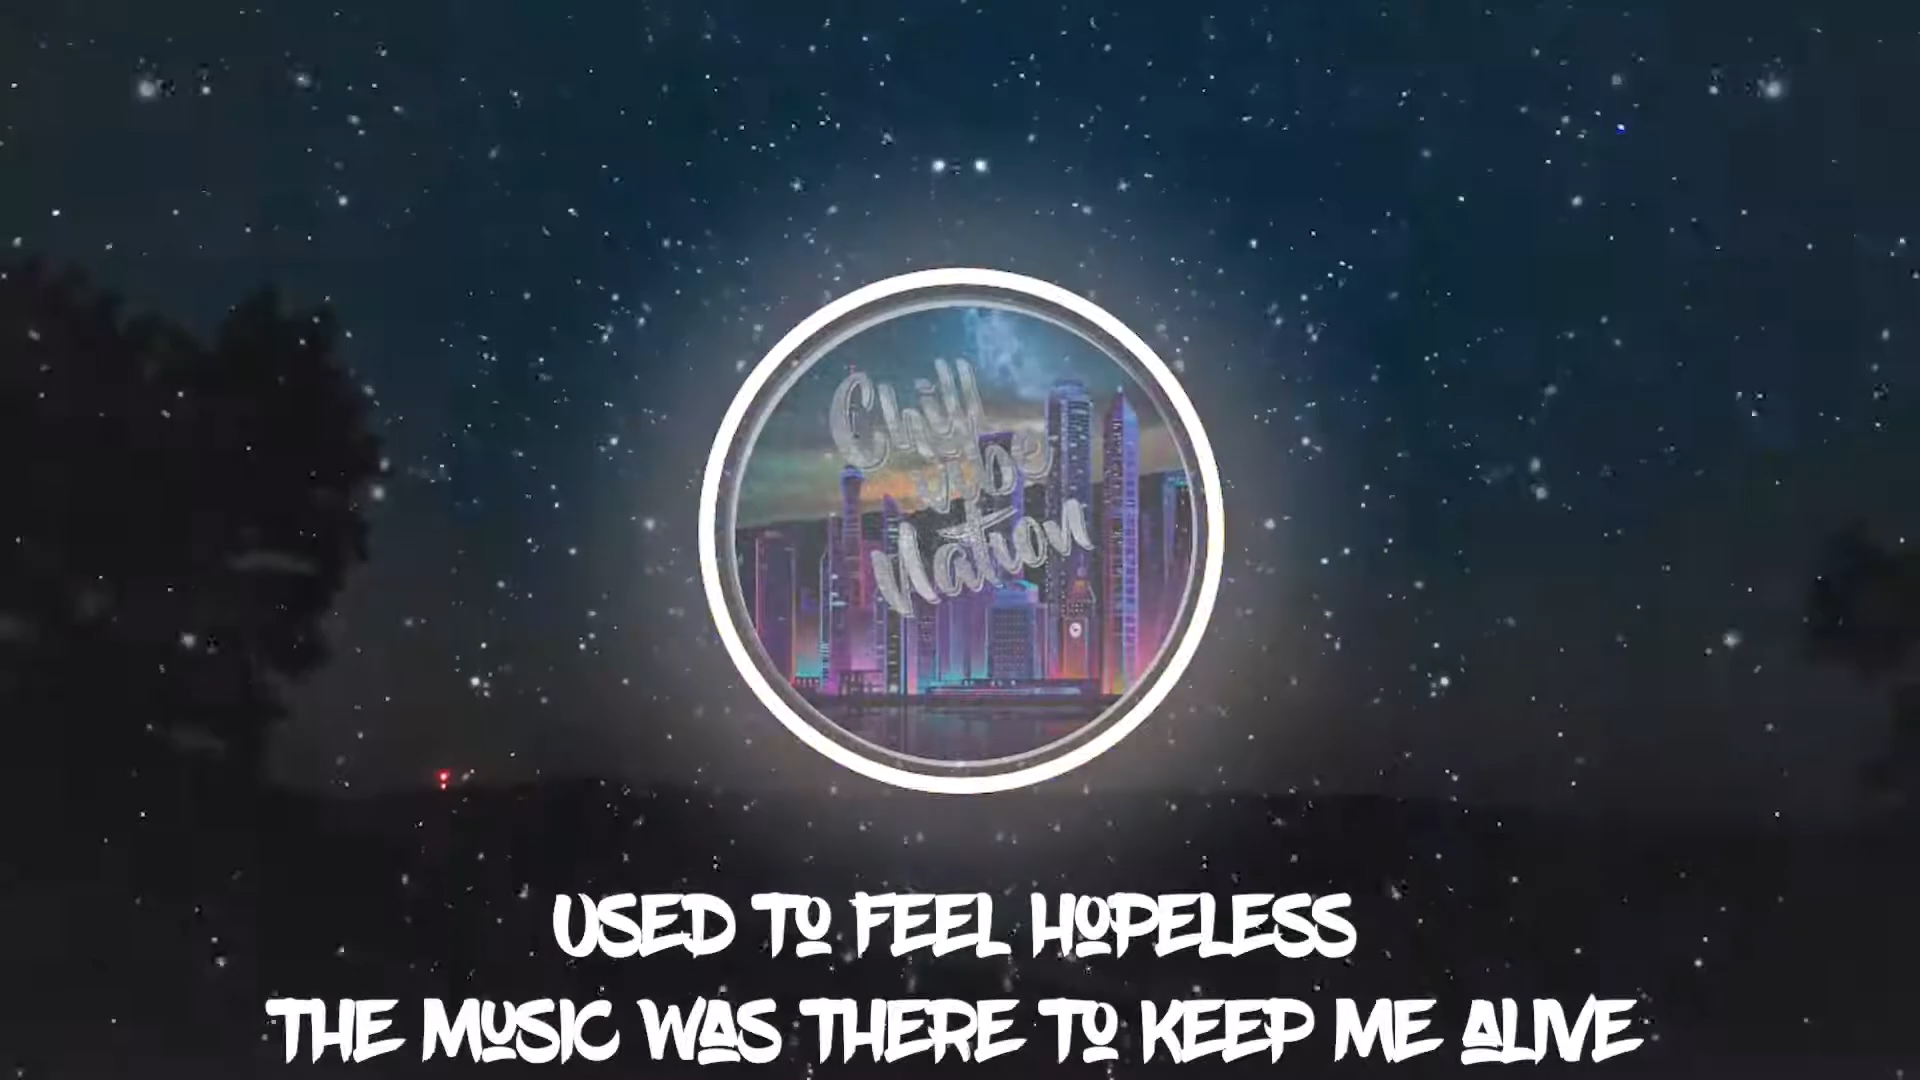 Chill
vibe
Nation
USED TO FEEL HOPELESS
THE MUSIC WAS THERE TO KEEP ME ALIVE